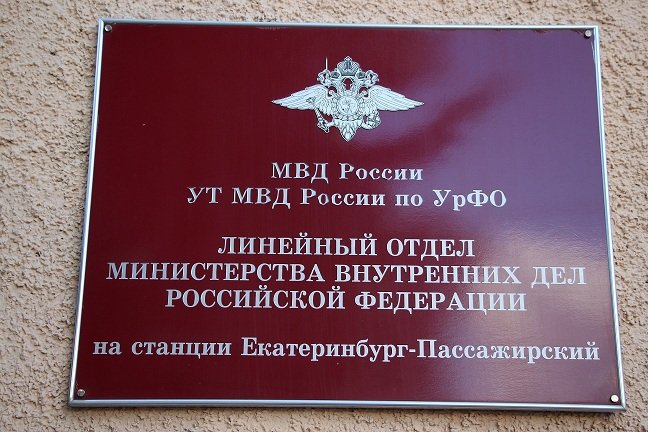 МВД России
УТ МВД России по УрФО
ЛИНЕЙНЫЙ ОТДЕЛ
МИНИСТЕРСТВА ВНУТРЕННИХ ДЕЛ
РОССИЙСКОЙ ФЕДЕРАЦИИ
на станции Екатеринбург-Пассажирский